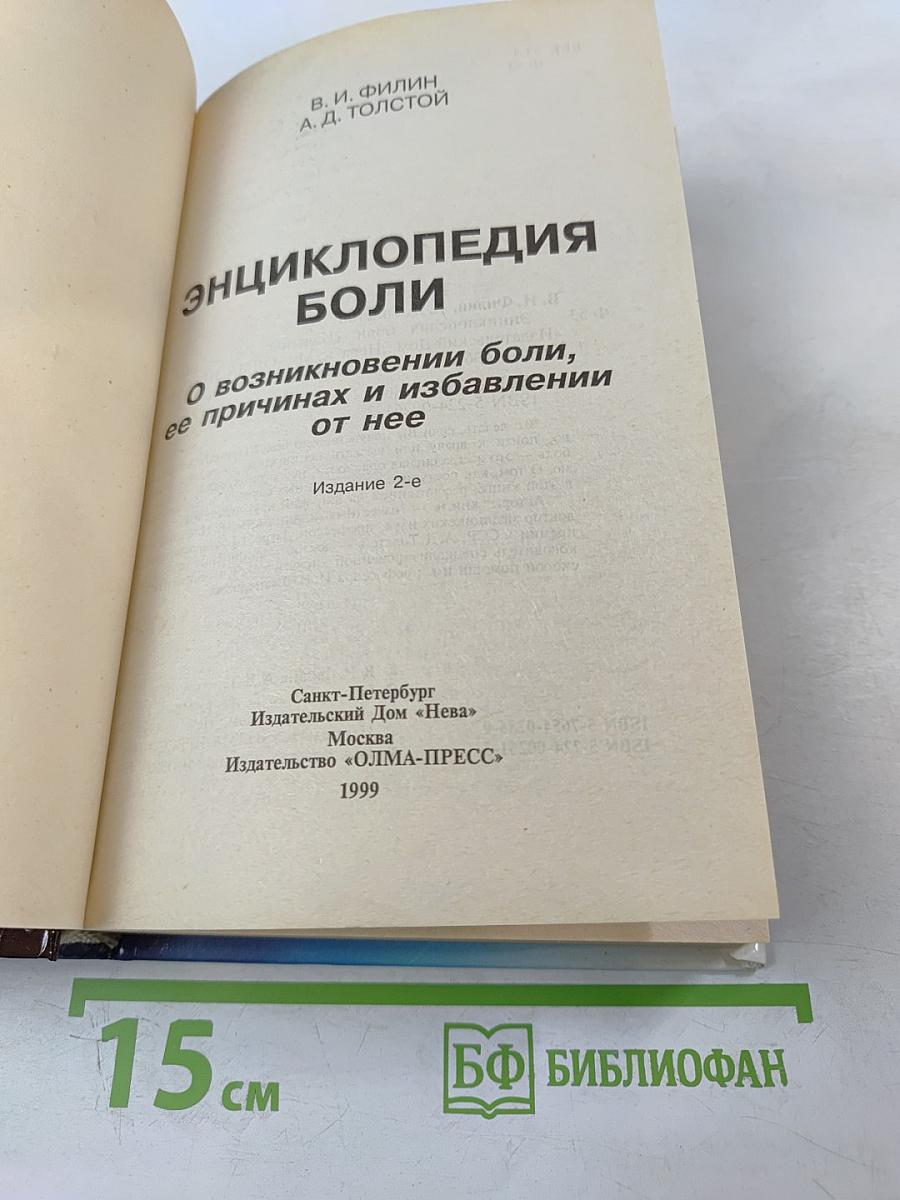 В. И. ФИЛИН
А. Д. ТОЛСТОЙ
ЭНЦИКЛОПЕДИЯ
БОЛИ
О возникновении боли,
ее причинах и избавлении
от нее
Издание 2-е
Санкт-Петербург
Издательский Дом «Нева»
Москва
Издательство «ОЛМА-ПРЕСС»
1999
15 см
БФ БИБЛИОФАН